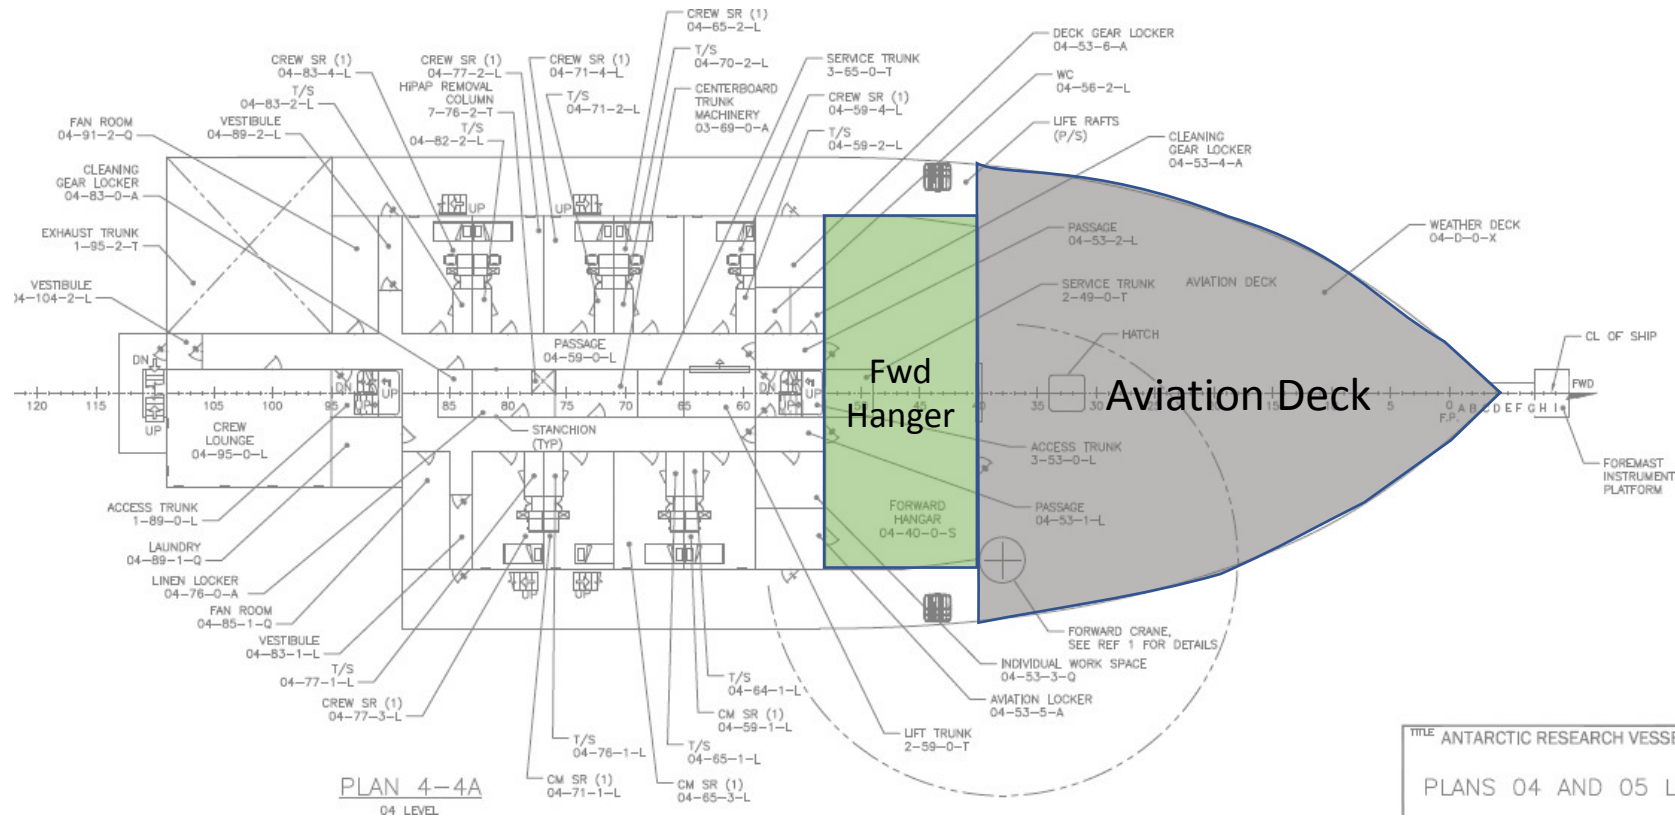 CREW SR (1)
04-65-2-L
T/S
04-70-2-L
CREW SR (1)
04-83-4-L
T/S
04-83-2-L
CREW SR (1)
04-77-2-L
HiPAP REMOVAL
COLUMN
7-76-2-T
T/S
04-82-2-L
CREW SR (1)
04-71-4-L
T/S
04-71-2-L
CENTERBOARD
TRUNK
MACHINERY
03-69-0-A
SERVICE TRUNK
3-65-0-T
CREW SR (1)
04-59-4-L
T/S
04-59-2-L
DECK GEAR LOCKER
04-53-6-A
WC
04-56-2-L
LIFE RAFTS
(P/S)
CLEANING
GEAR LOCKER
04-53-4-A
FAN ROOM
04-91-2-Q
VESTIBULE
04-89-2-L
CLEANING
GEAR LOCKER
04-83-0-A
EXHAUST TRUNK
1-95-2-T
VESTIBULE
04-104-2-L
UP
UP
PASSAGE
04-53-2-L
WEATHER DECK
04-D-0-X
SERVICE TRUNK
2-49-0-T
AVIATION DECK
HATCH
CL OF SHIP
PASSAGE
04-59-0-L
DN
DN
UP
DN
UP
FWD
Fwd
Hanger
Aviation Deck
120
115
105
95
85
80
75
70
65
60
45
40
35
30
5
0
F.P.
A B C D E F G H I
UP
UP
UP
CREW
LOUNGE
04-95-0-L
STANCHION
(TYP)
ACCESS TRUNK
3-53-0-L
FOREMAST
INSTRUMENT
PLATFORM
ACCESS TRUNK
1-89-0-L
LAUNDRY
04-89-1-Q
LINEN LOCKER
04-76-0-A
FAN ROOM
04-85-1-Q
VESTIBULE
04-83-1-L
T/S
04-77-1-L
CREW SR (1)
04-77-3-L
FORWARD
HANGAR
04-40-0-S
PASSAGE
04-53-1-L
UP
UP
FORWARD CRANE,
SEE REF 1 FOR DETAILS
INDIVIDUAL WORK SPACE
04-53-3-Q
AVIATION LOCKER
04-53-5-A
LIFT TRUNK
2-59-0-T
T/S
04-64-1-L
CM SR (1)
04-59-1-L
T/S
04-76-1-L
T/S
04-65-1-L
CM SR (1)
04-71-1-L
CM SR (1)
04-65-3-L
PLAN 4-4A
04 LEVEL
TITLE ANTARCTIC RESEARCH VESSE
PLANS 04 AND 05 L